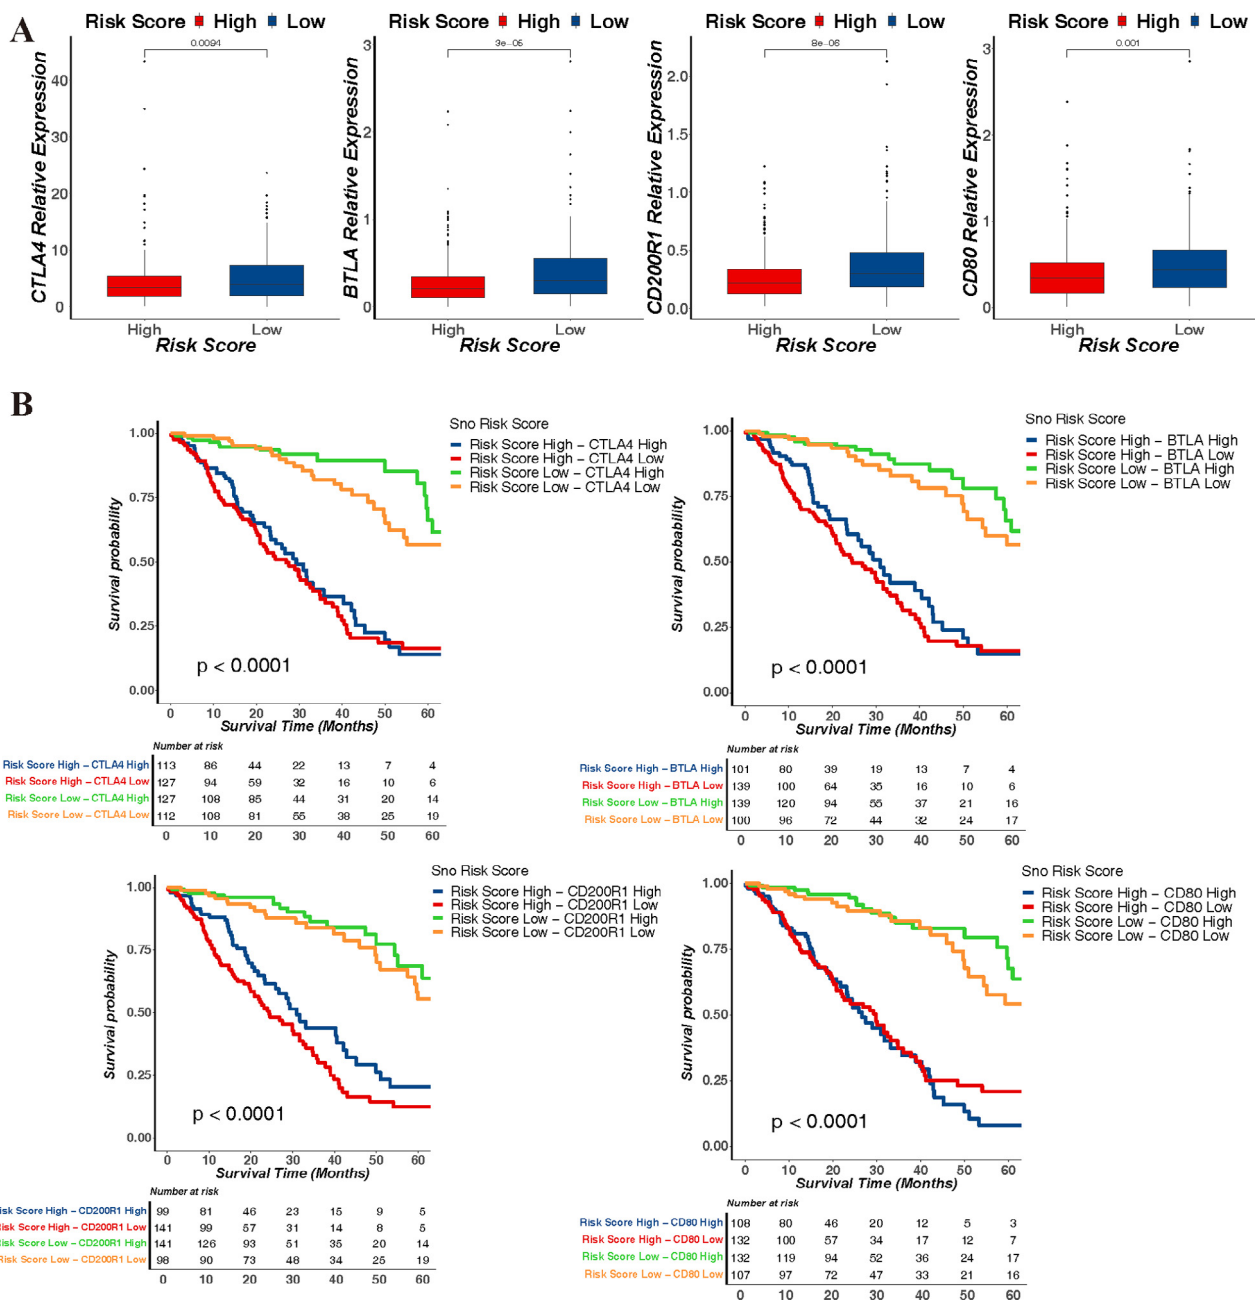 A
Risk Score High Low
0.0094
CTLA4 Relative Expression
40
30
20
10
0
High Low
Risk Score
Risk Score High Low
3e-05
BTLA Relative Expression
3
2
1
0
High Low
Risk Score
Risk Score High Low
8e-06
CD200R1 Relative Expression
2.0
1.5
1.0
0.5
0.0
High Low
Risk Score
Risk Score High Low
0.001
CD80 Relative Expression
3
2
1
0
High Low
Risk Score
B
Sno Risk Score
Risk Score High – CTLA4 High
Risk Score High – CTLA4 Low
Risk Score Low – CTLA4 High
Risk Score Low – CTLA4 Low
Survival probability
1.00
0.75
0.50
0.25
0.00
p < 0.0001
0 10 20 30 40 50 60
Survival Time (Months)
Number at risk
Risk Score High – CTLA4 High 113 86 44 22 13 7 4
Risk Score High – CTLA4 Low 127 94 59 32 16 10 6
Risk Score Low – CTLA4 High 127 108 85 44 31 20 14
Risk Score Low – CTLA4 Low 112 108 81 55 38 25 19
0 10 20 30 40 50 60
Sno Risk Score
Risk Score High – BTLA High
Risk Score High – BTLA Low
Risk Score Low – BTLA High
Risk Score Low – BTLA Low
Survival probability
1.00
0.75
0.50
0.25
0.00
p < 0.0001
0 10 20 30 40 50 60
Survival Time (Months)
Number at risk
Risk Score High – BTLA High 101 80 39 19 13 7 4
Risk Score High – BTLA Low 139 100 64 35 16 10 6
Risk Score Low – BTLA High 139 120 94 55 37 21 16
Risk Score Low – BTLA Low 100 96 72 44 32 24 17
0 10 20 30 40 50 60
Sno Risk Score
Risk Score High – CD200R1 High
Risk Score High – CD200R1 Low
Risk Score Low – CD200R1 High
Risk Score Low – CD200R1 Low
Survival probability
1.00
0.75
0.50
0.25
0.00
p < 0.0001
0 10 20 30 40 50 60
Survival Time (Months)
Number at risk
Risk Score High – CD200R1 High 99 81 46 23 15 9 5
Risk Score High – CD200R1 Low 141 99 57 31 14 8 5
Risk Score Low – CD200R1 High 141 126 93 51 35 20 14
Risk Score Low – CD200R1 Low 98 90 73 48 34 25 19
0 10 20 30 40 50 60
Sno Risk Score
Risk Score High – CD80 High
Risk Score High – CD80 Low
Risk Score Low – CD80 High
Risk Score Low – CD80 Low
Survival probability
1.00
0.75
0.50
0.25
0.00
p < 0.0001
0 10 20 30 40 50 60
Survival Time (Months)
Number at risk
Risk Score High – CD80 High 108 80 46 20 12 5 3
Risk Score High – CD80 Low 132 100 57 34 17 12 7
Risk Score Low – CD80 High 132 119 94 52 36 24 17
Risk Score Low – CD80 Low 107 97 72 47 33 21 16
0 10 20 30 40 50 60